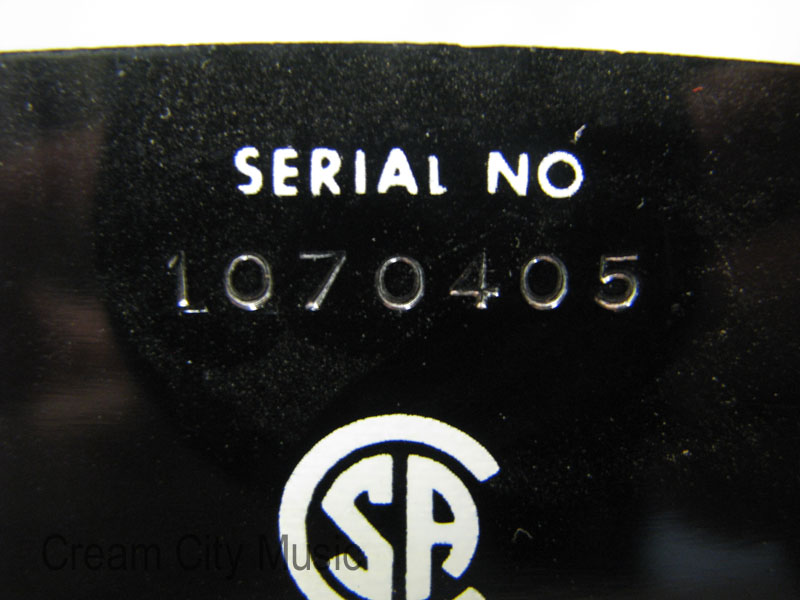 SERIAL NO
1070405
CSA
Cream City Music